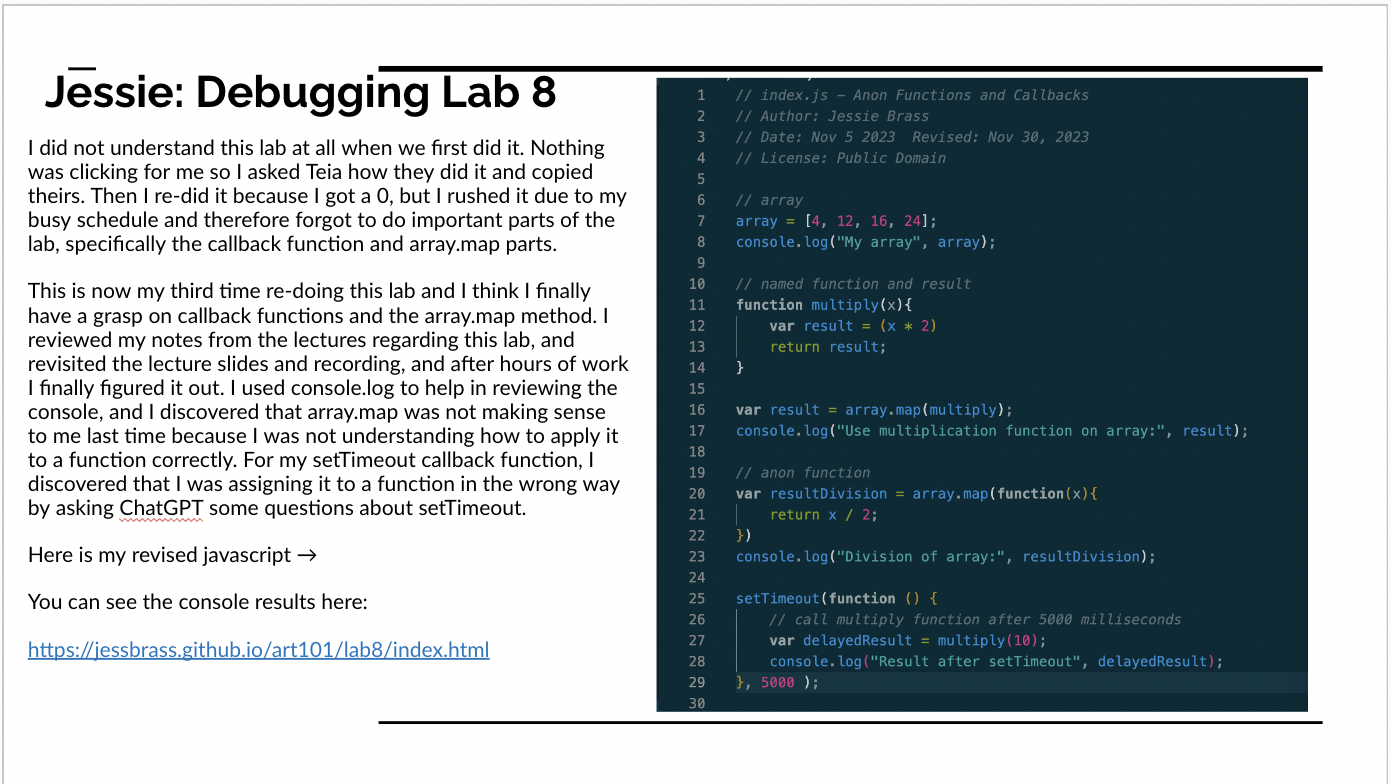 Jessie: Debugging Lab 8
I did not understand this lab at all when we first did it. Nothing
was clicking for me so I asked Teia how they did it and copied
theirs. Then I re-did it because I got a 0, but I rushed it due to my
busy schedule and therefore forgot to do important parts of the
lab, specifically the callback function and array.map parts.
This is now my third time re-doing this lab and I think I finally
have a grasp on callback functions and the array.map method. I
reviewed my notes from the lectures regarding this lab, and
revisited the lecture slides and recording, and after hours of work
I finally figured it out. I used console.log to help in reviewing the
console, and I discovered that array.map was not making sense
to me last time because I was not understanding how to apply it
to a function correctly. For my setTimeout callback function, I
discovered that I was assigning it to a function in the wrong way
by asking ChatGPT some questions about setTimeout.
Here is my revised javascript →
You can see the console results here:
https://jessbrass.github.io/art101/lab8/index.html
1 // index.js – Anon Functions and Callbacks
2 // Author: Jessie Brass
3 // Date: Nov 5 2023  Revised: Nov 30, 2023
4 // License: Public Domain
5
6 // array
7 array = [4, 12, 16, 24];
8 console.log("My array", array);
9
10 // named function and result
11 function multiply(x){
12     var result = (x * 2)
13     return result;
14 }
15
16 var result = array.map(multiply);
17 console.log("Use multiplication function on array:", result);
18
19 // anon function
20 var resultDivision = array.map(function(x){
21     return x / 2;
22 })
23 console.log("Division of array:", resultDivision);
24
25 setTimeout(function () {
26     // call multiply function after 5000 milliseconds
27     var delayedResult = multiply(10);
28     console.log("Result after setTimeout", delayedResult);
29 }, 5000 );
30